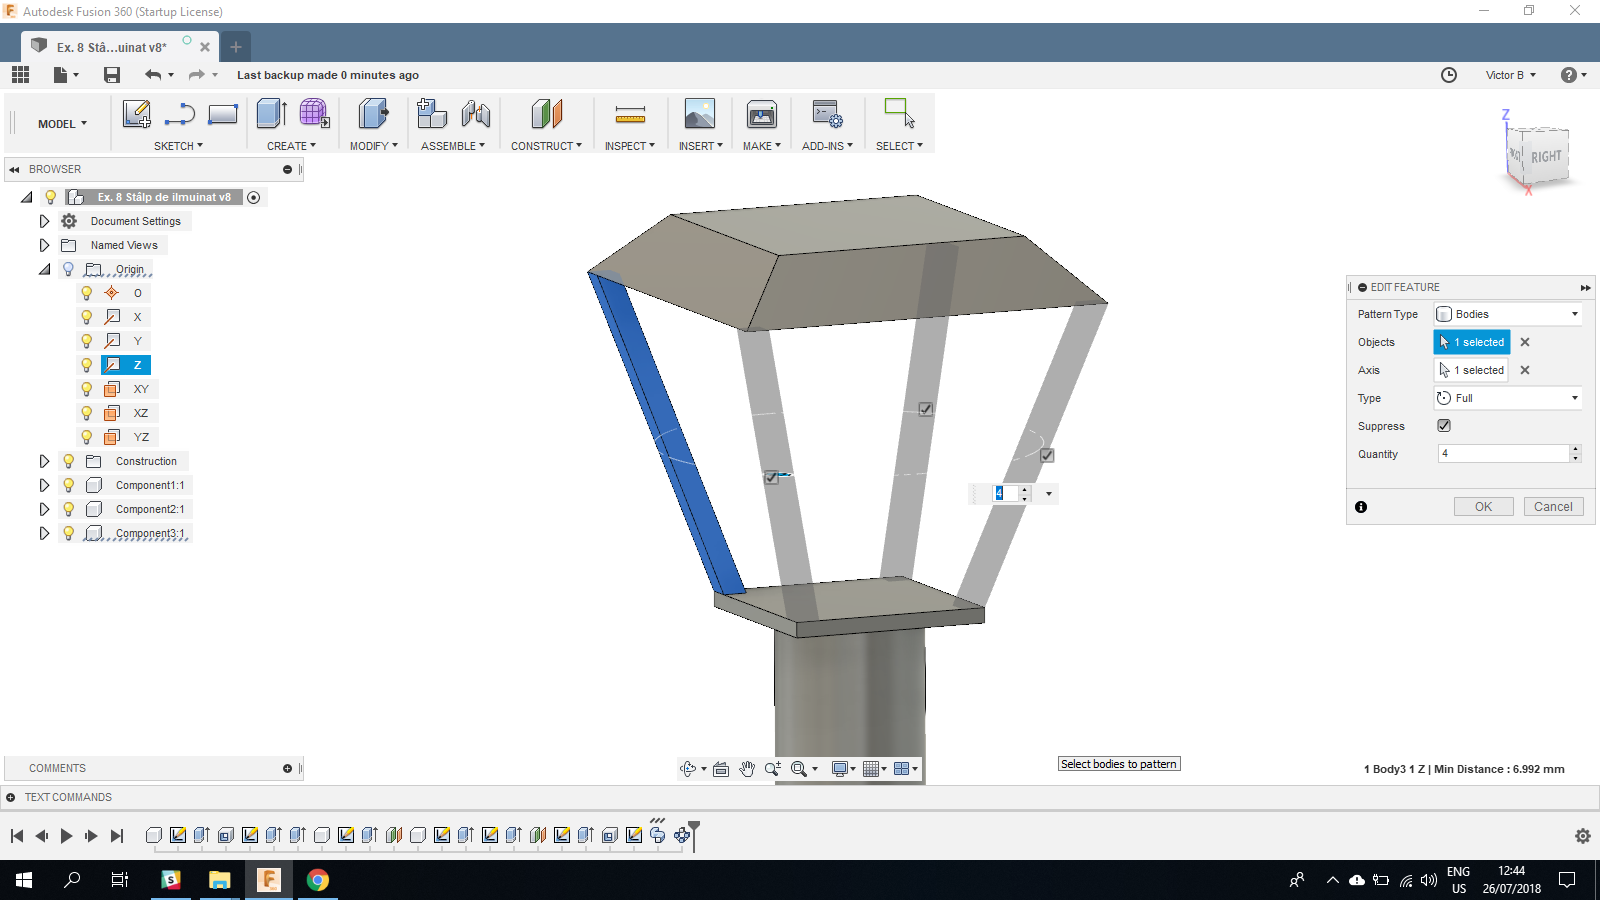 Autodesk Fusion 360 (Startup License)
Ex. 8 Stâ...uinat v8*
Last backup made 0 minutes ago
Victor B
MODEL
SKETCH
CREATE
MODIFY
ASSEMBLE
CONSTRUCT
INSPECT
INSERT
MAKE
ADD-INS
SELECT
BROWSER
Ex. 8 Stâlp de ilmuinat v8
Document Settings
Named Views
Origin
O
X
Y
Z
XY
XZ
YZ
Construction
Component1:1
Component2:1
Component3:1
Z
RIGHT
X
EDIT FEATURE
Pattern Type Bodies
Objects 1 selected
Axis 1 selected
Type Full
Suppress
Quantity 4
OK Cancel
4
Select bodies to pattern
1 Body3 1 Z | Min Distance : 6.992 mm
COMMENTS
TEXT COMMANDS
ENG
US
12:44
26/07/2018